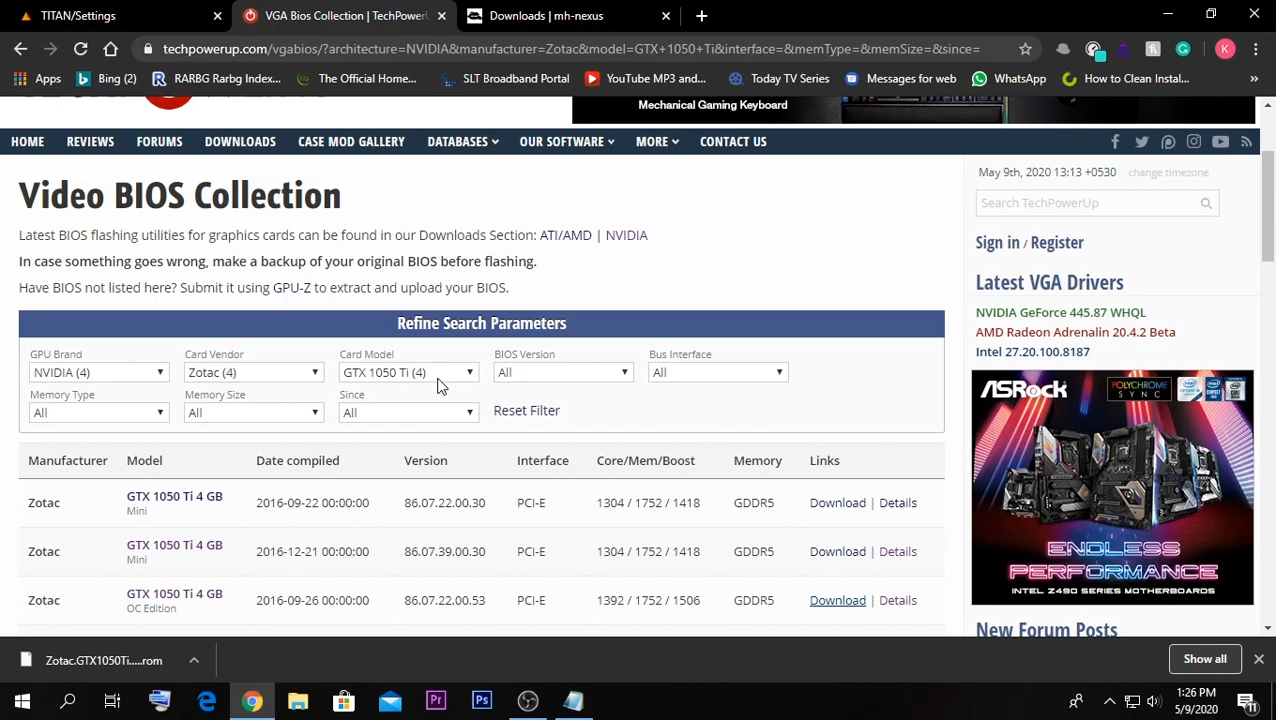 TITAN/Settings
VGA Bios Collection | TechPowerU
Downloads | mh-nexus
techpowerup.com/vgabios/?architecture=NVIDIA&manufacturer=Zotac&model=GTX+1050+Ti&interface=&memType=&memSize=&since=
K
Apps
Bing (2)
RARBG Rarbg Index...
The Official Home...
SLT Broadband Portal
YouTube MP3 and...
Today TV Series
Messages for web
WhatsApp
How to Clean Instal...
Mechanical Gaming Keyboard
HOME
REVIEWS
FORUMS
DOWNLOADS
CASE MOD GALLERY
DATABASES
OUR SOFTWARE
MORE
CONTACT US
Video BIOS Collection
Latest BIOS flashing utilities for graphics cards can be found in our Downloads Section: ATI/AMD | NVIDIA
In case something goes wrong, make a backup of your original BIOS before flashing.
Have BIOS not listed here? Submit it using GPU-Z to extract and upload your BIOS.
Refine Search Parameters
GPU Brand
Card Vendor
Card Model
BIOS Version
Bus Interface
NVIDIA (4)
Zotac (4)
GTX 1050 Ti (4)
All
All
Memory Type
Memory Size
Since
All
All
All
Reset Filter
Manufacturer Model Date compiled Version Interface Core/Mem/Boost Memory Links
Zotac GTX 1050 Ti 4 GB 2016-09-22 00:00:00 86.07.22.00.30 PCI-E 1304 / 1752 / 1418 GDDR5 Download | Details
Mini
Zotac GTX 1050 Ti 4 GB 2016-12-21 00:00:00 86.07.39.00.30 PCI-E 1304 / 1752 / 1418 GDDR5 Download | Details
Mini
Zotac GTX 1050 Ti 4 GB 2016-09-26 00:00:00 86.07.22.00.53 PCI-E 1392 / 1752 / 1506 GDDR5 Download | Details
OC Edition
May 9th, 2020 13:13 +0530 change timezone
Search TechPowerUp
Sign in / Register
Latest VGA Drivers
NVIDIA GeForce 445.87 WHQL
AMD Radeon Adrenalin 20.4.2 Beta
Intel 27.20.100.8187
ASRock
POLYCHROME
SYNC
ENDLESS
PERFORMANCE
INTEL Z490 SERIES MOTHERBOARDS
New Forum Posts
Zotac.GTX1050Ti.....rom
Show all
Pr
Ps
1:26 PM
5/9/2020
11